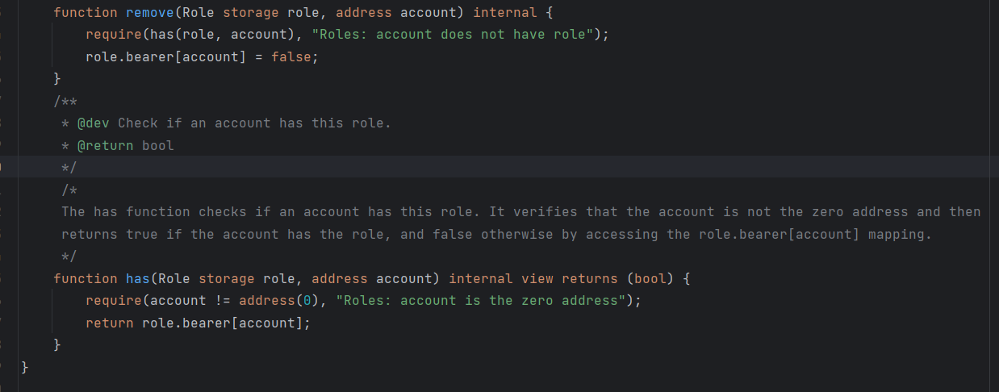 function remove(Role storage role, address account) internal {
require(has(role, account), "Roles: account does not have role");
role.bearer[account] = false;
}
/**
* @dev Check if an account has this role.
* @return bool
*/
/*
The has function checks if an account has this role. It verifies that the account is not the zero address and then
returns true if the account has the role, and false otherwise by accessing the role.bearer[account] mapping.
*/
function has(Role storage role, address account) internal view returns (bool) {
require(account != address(0), "Roles: account is the zero address");
return role.bearer[account];
}
}